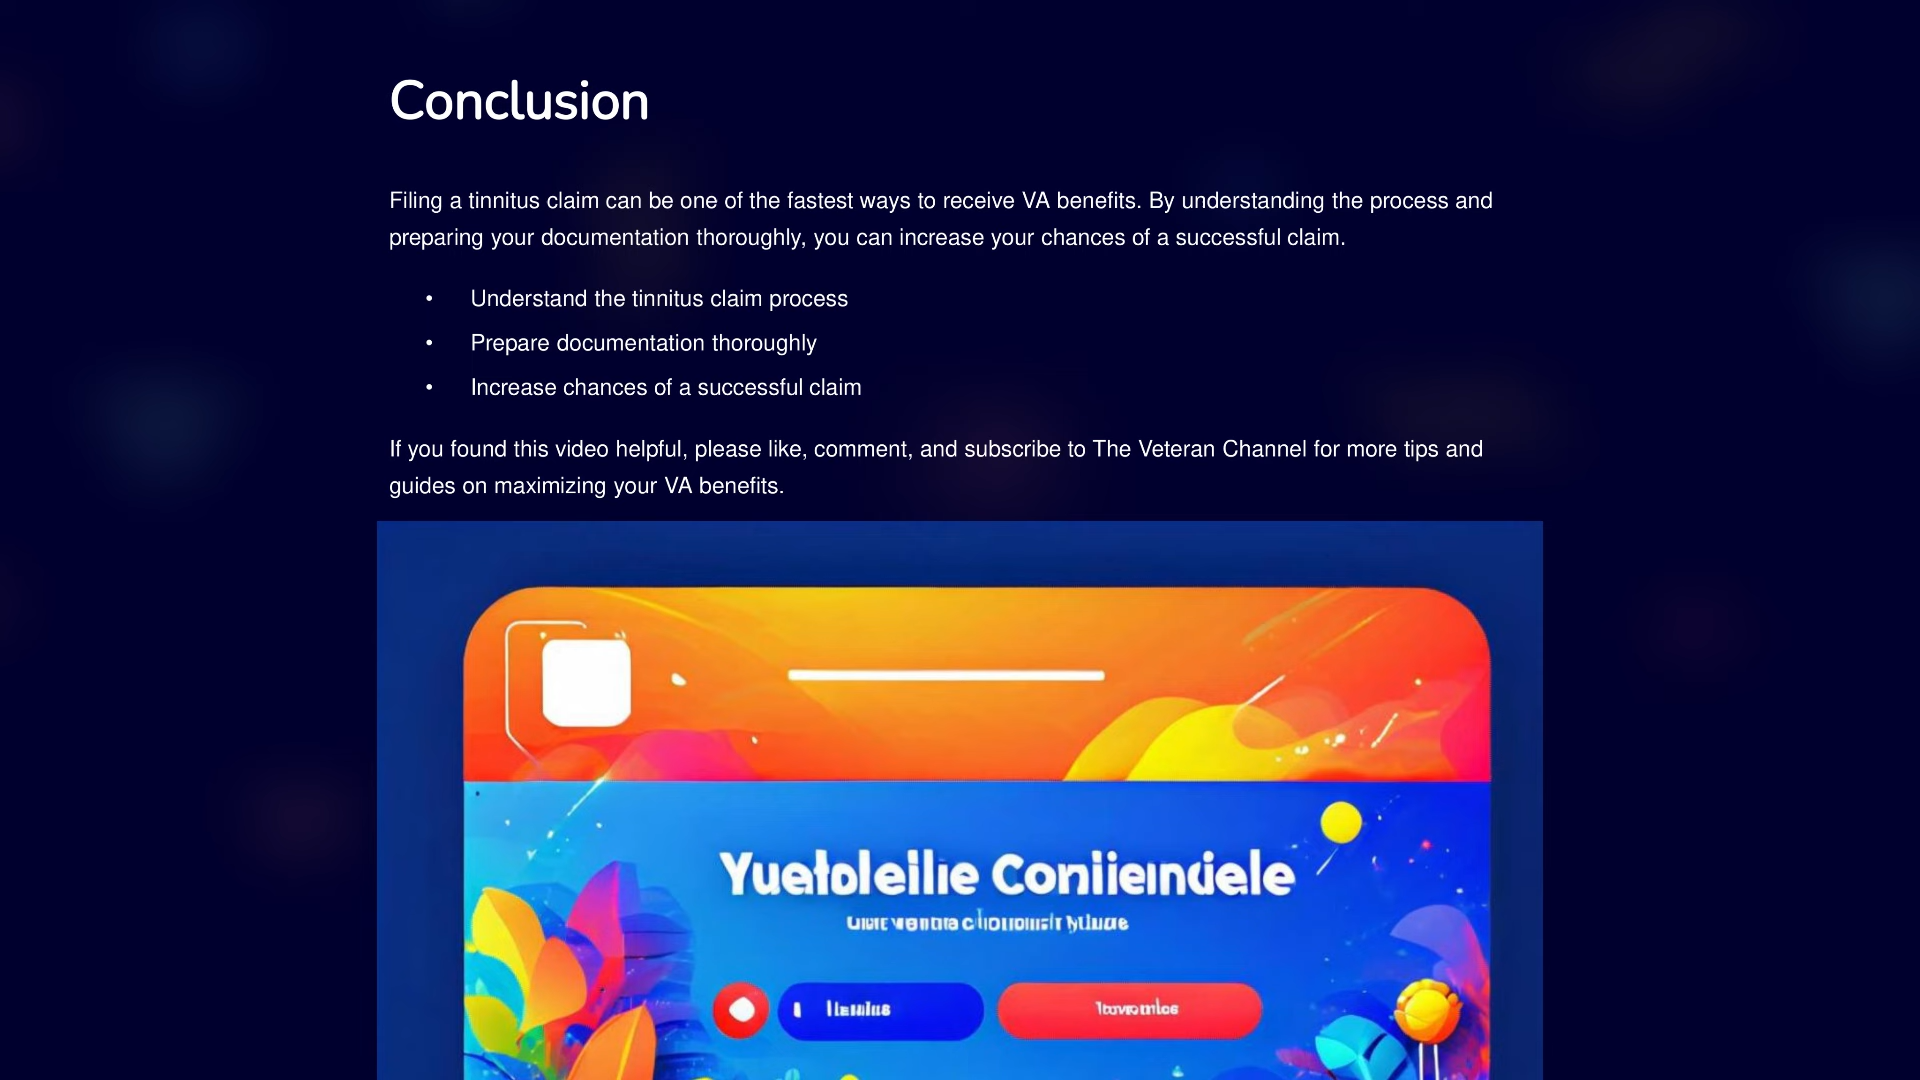 Conclusion
Filing a tinnitus claim can be one of the fastest ways to receive VA benefits. By understanding the process and
preparing your documentation thoroughly, you can increase your chances of a successful claim.
• Understand the tinnitus claim process
• Prepare documentation thoroughly
• Increase chances of a successful claim
If you found this video helpful, please like, comment, and subscribe to The Veteran Channel for more tips and
guides on maximizing your VA benefits.